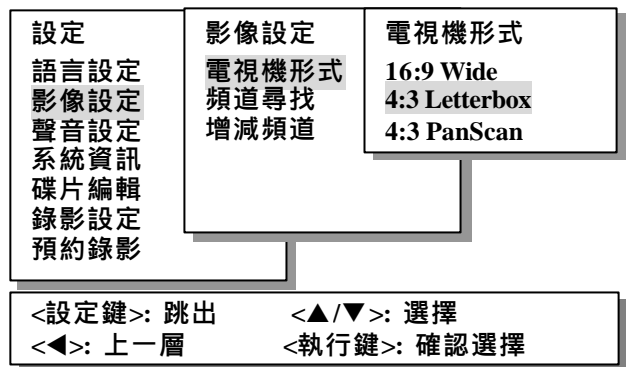 設定
語言設定
影像設定
聲音設定
系統資訊
碟片編輯
錄影設定
預約錄影
影像設定
電視機形式
頻道尋找
增減頻道
電視機形式
16:9 Wide
4:3 Letterbox
4:3 PanScan
<設定鍵>: 跳出 <▲/▼>: 選擇
<◀>: 上一層 <執行鍵>: 確認選擇